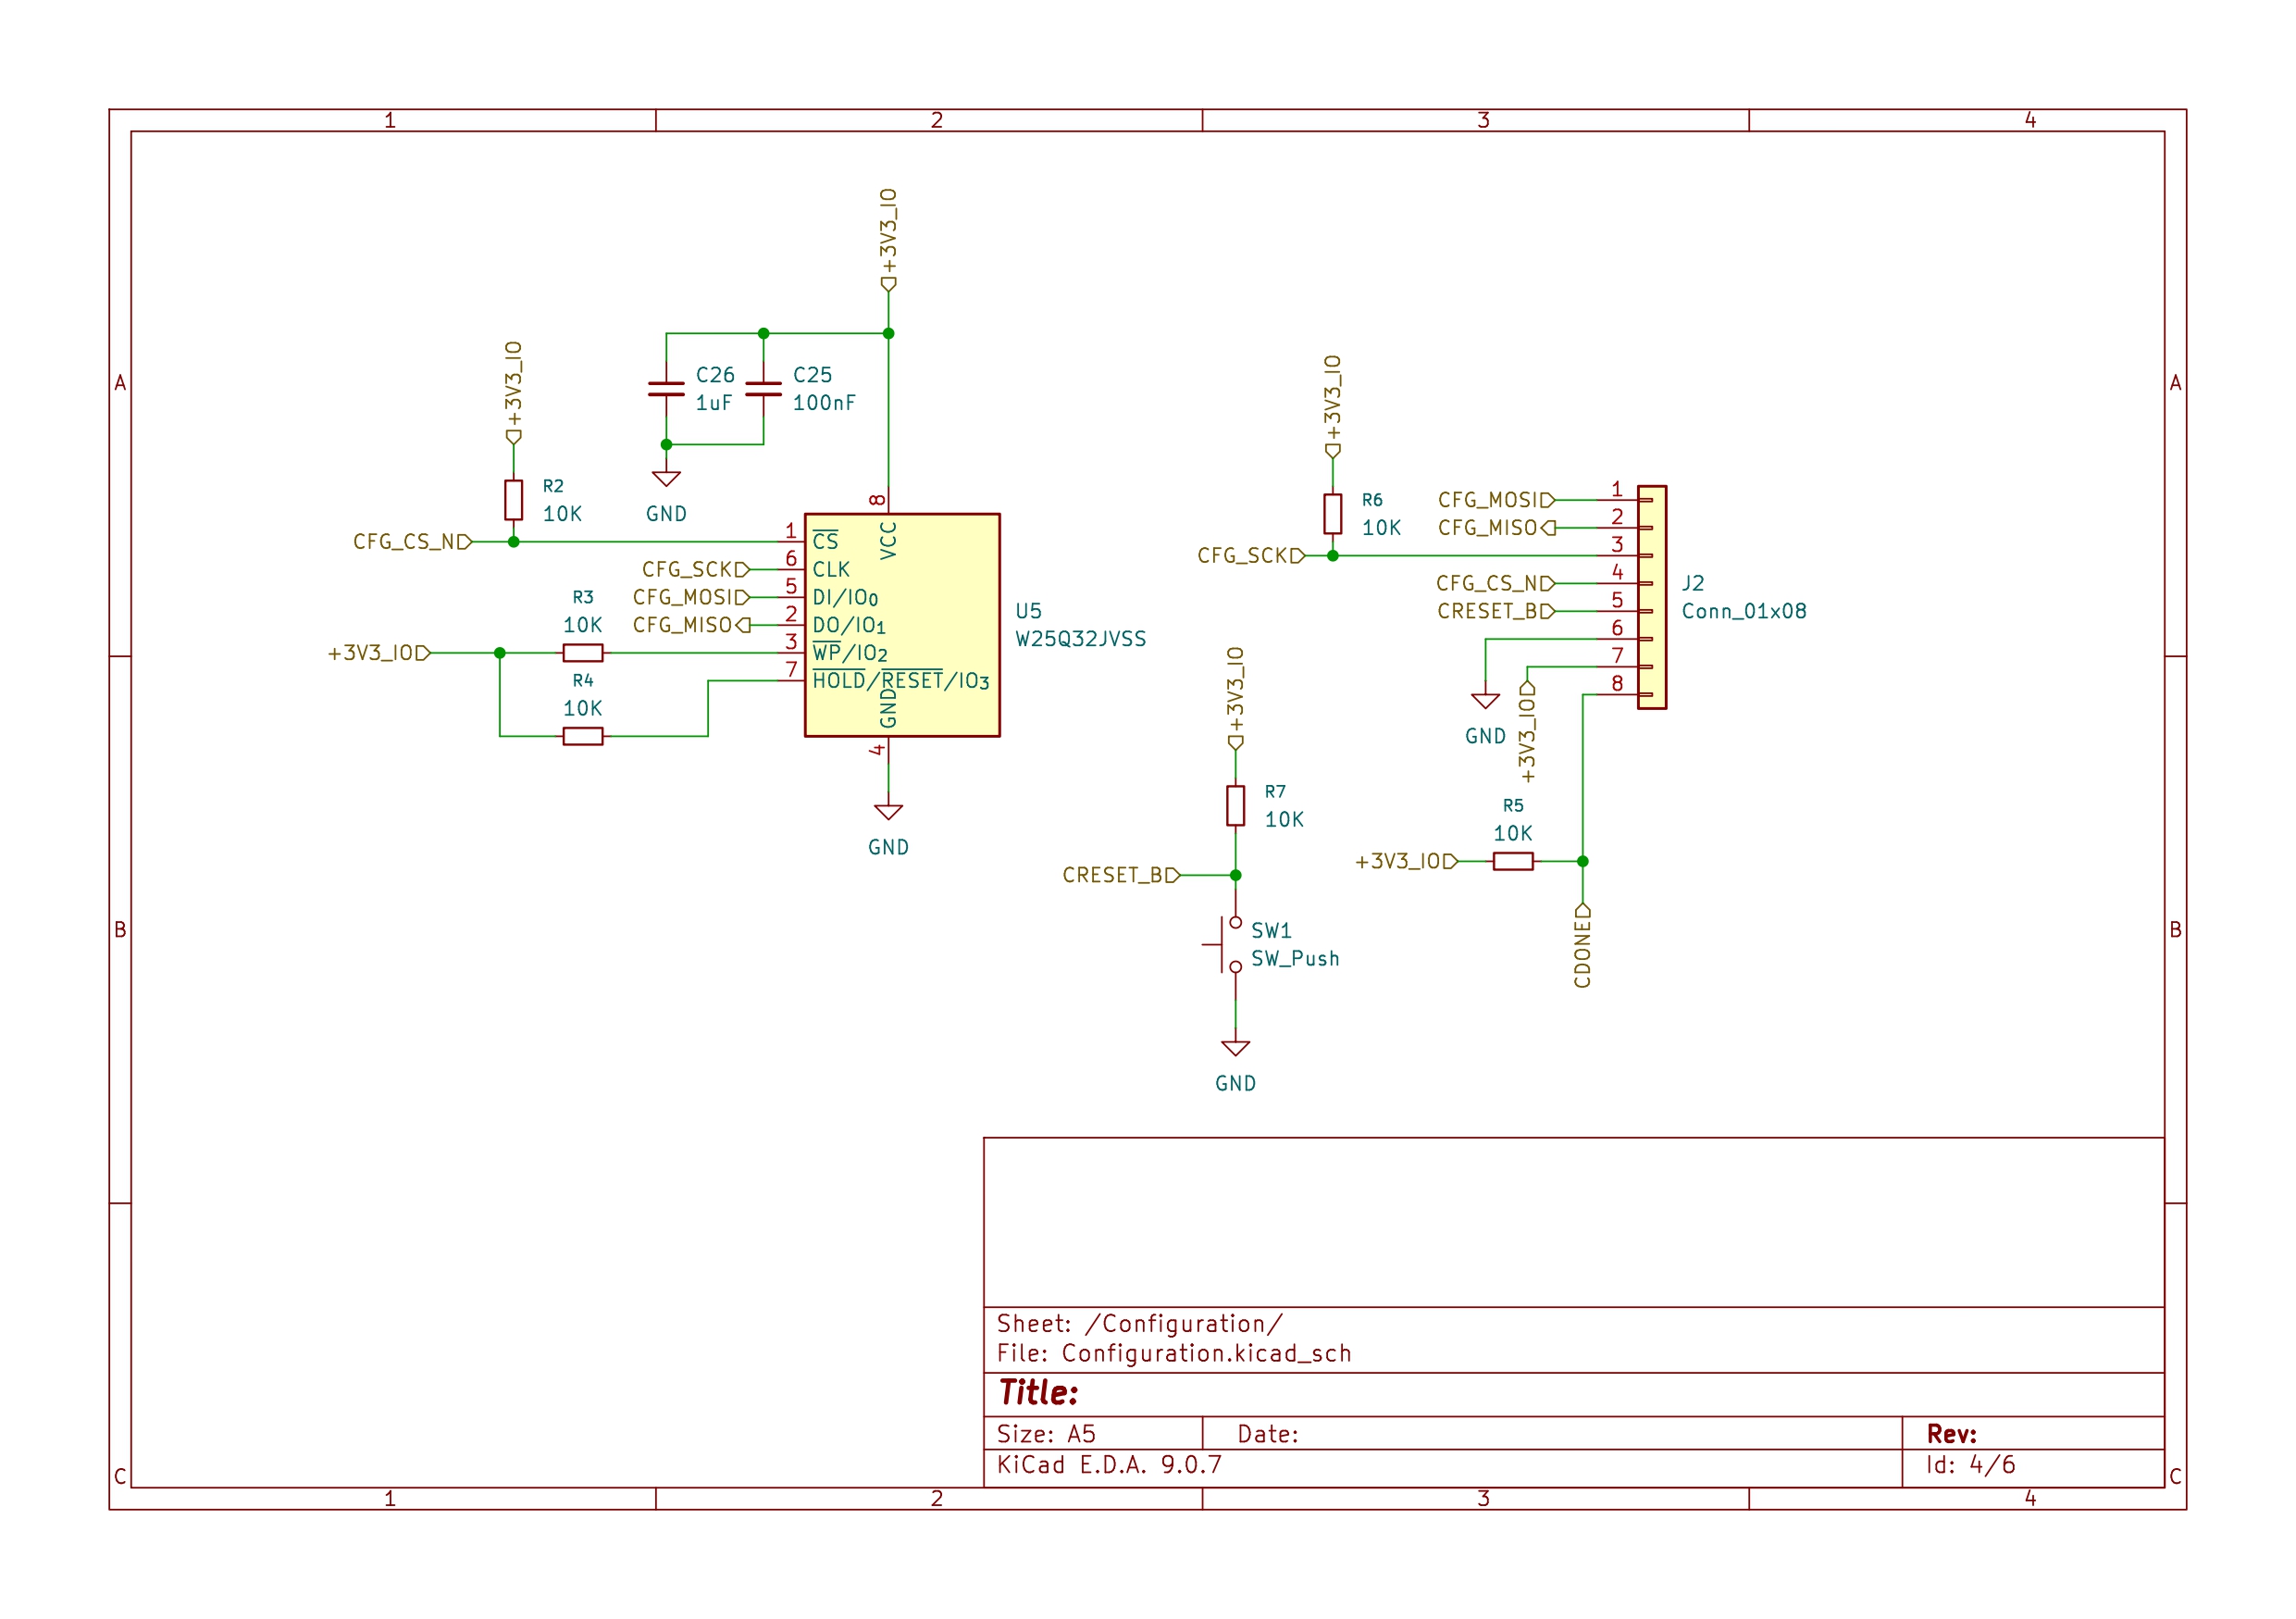 1 2 3 4
A A
B B
C C
1 2 3 4
+3V3_IO
C26
1uF
C25
100nF
GND
+3V3_IO
R2
10K
CFG_CS_N
CFG_SCK
CFG_MOSI
CFG_MISO
R3
10K
+3V3_IO
R4
10K
8
VCC
1 CS
6 CLK
5 DI/IO0
2 DO/IO1
3 WP/IO2
7 HOLD/RESET/IO3
GND
4
GND
U5
W25Q32JVSS
+3V3_IO
R6
10K
CFG_SCK
CFG_MOSI 1
CFG_MISO 2
3
CFG_CS_N 4
CRESET_B 5
6
7
8
J2
Conn_01x08
GND
+3V3_IO
+3V3_IO
R7
10K
CRESET_B
SW1
SW_Push
GND
R5
10K
+3V3_IO
CDONE
Sheet: /Configuration/
File: Configuration.kicad_sch
Title:
Size: A5 Date: Rev:
KiCad E.D.A. 9.0.7 Id: 4/6